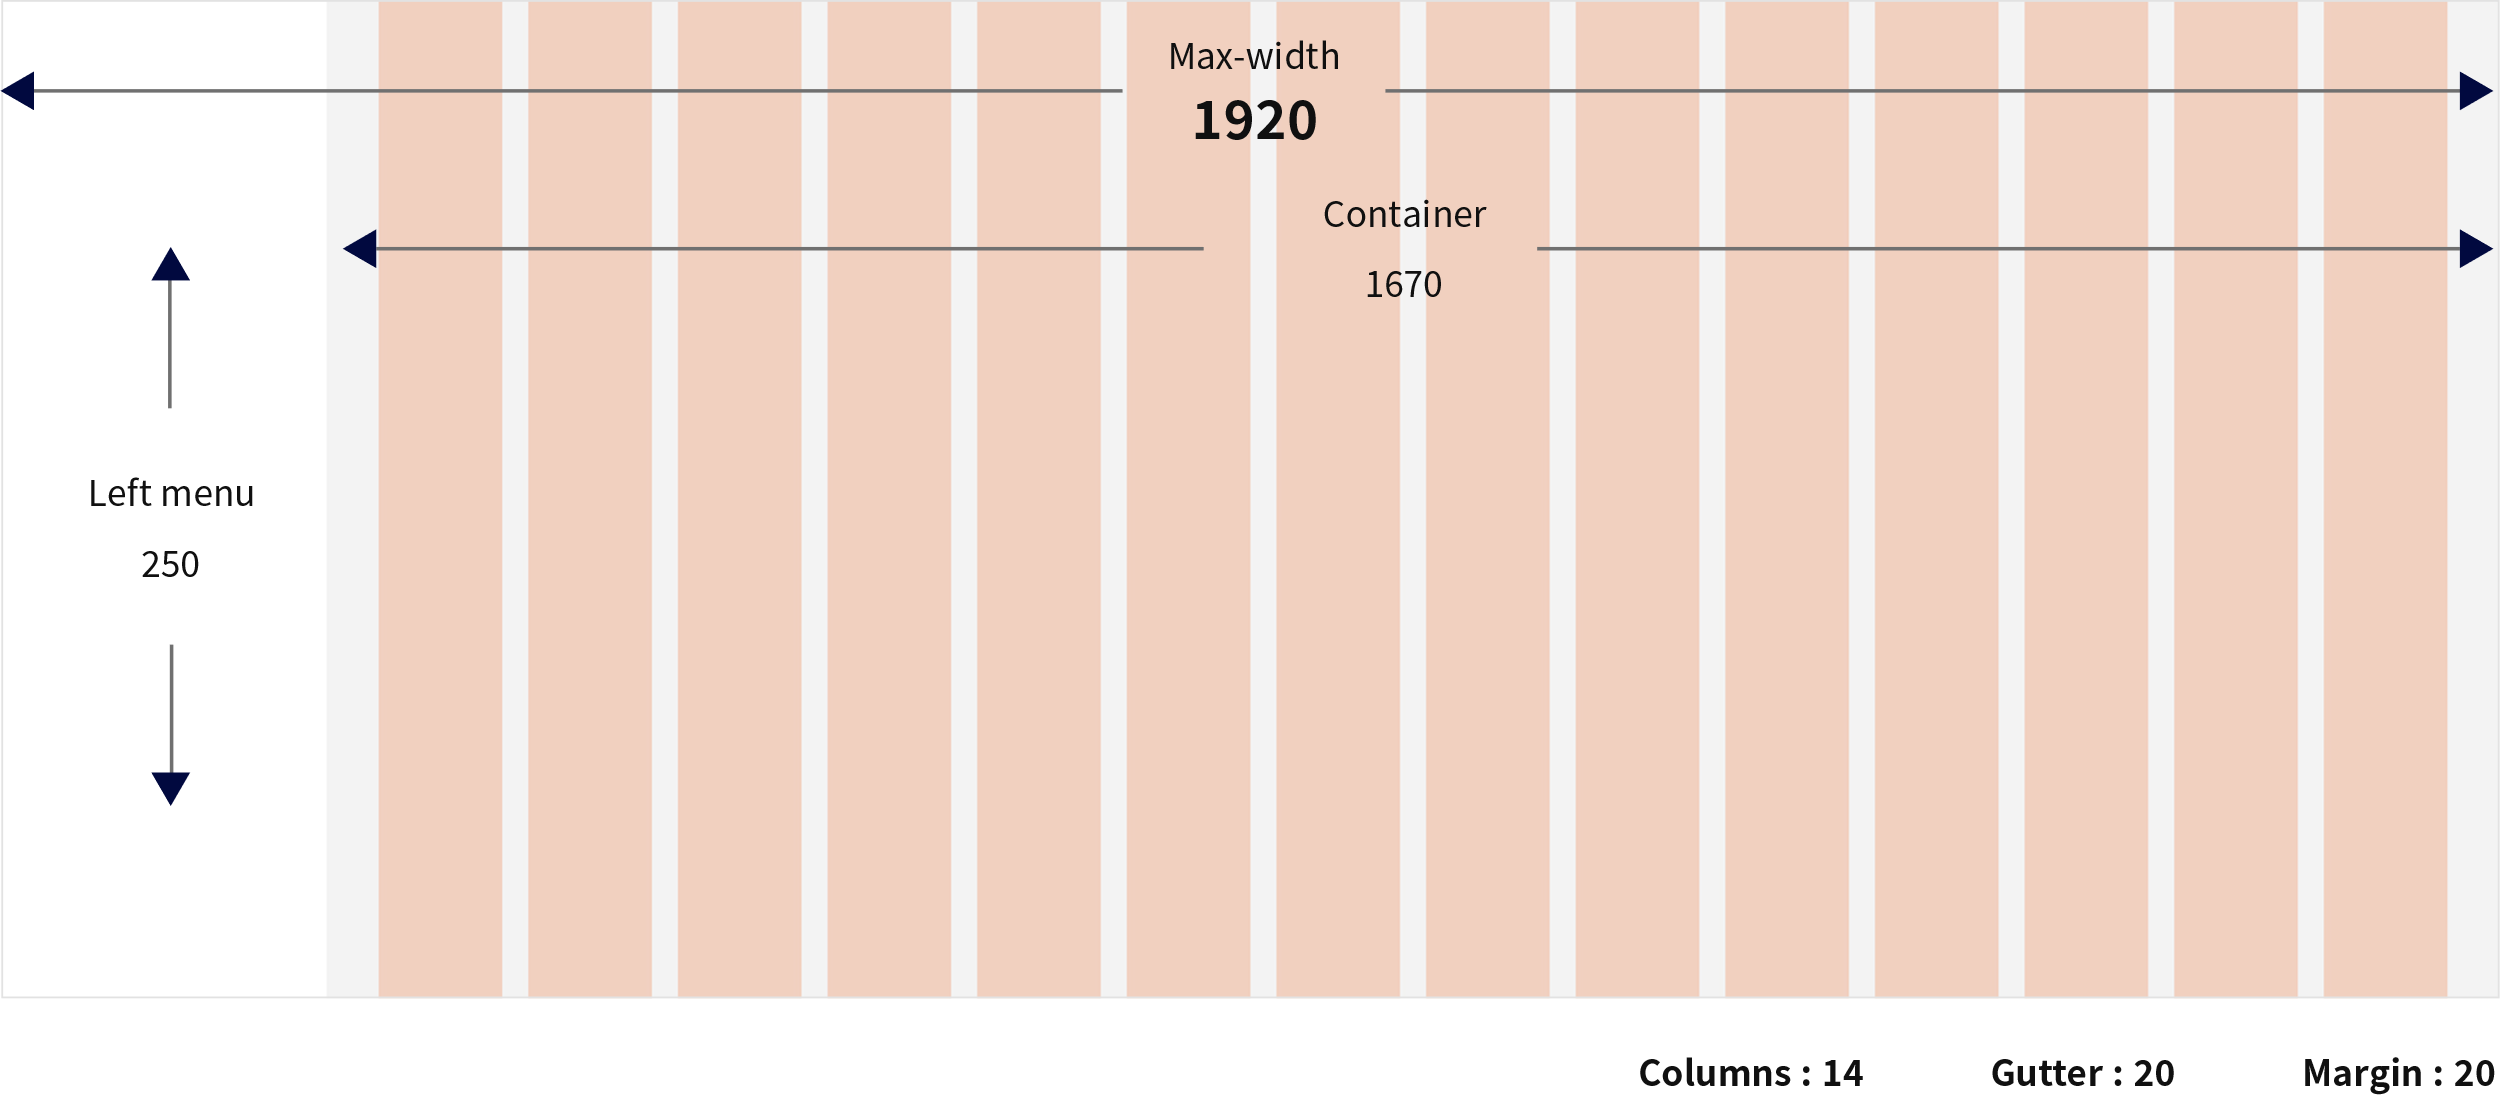 Max-width
1920
Container
1670
Left menu
250
Columns : 14
Gutter : 20
Margin : 20